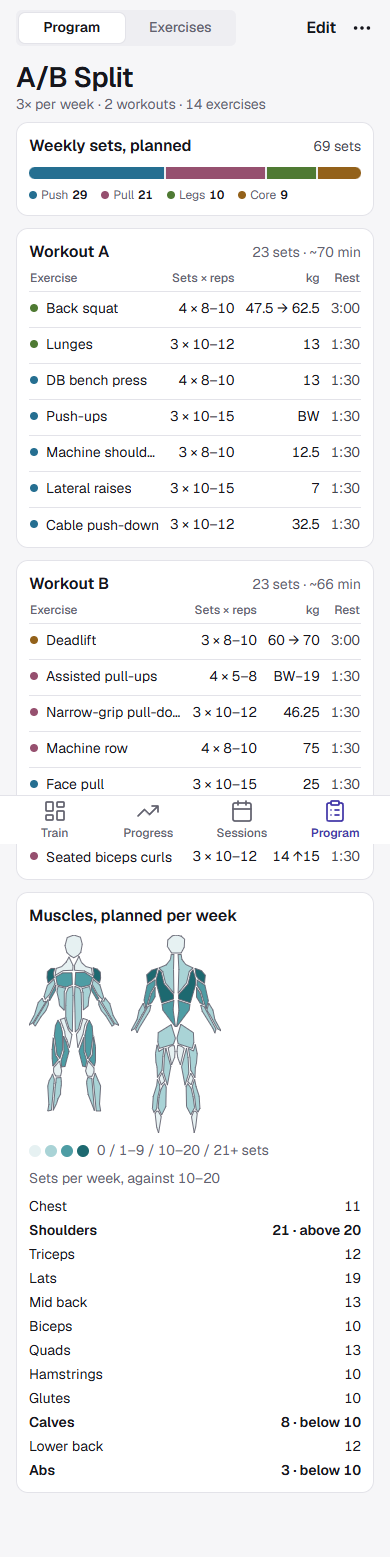 Program Exercises Edit ···
A/B Split
3× per week · 2 workouts · 14 exercises
Weekly sets, planned 69 sets
Push 29 Pull 21 Legs 10 Core 9
Workout A 23 sets · ~70 min
Exercise Sets × reps kg Rest
Back squat 4 × 8–10 47.5 → 62.5 3:00
Lunges 3 × 10–12 13 1:30
DB bench press 4 × 8–10 13 1:30
Push-ups 3 × 10–15 BW 1:30
Machine should... 3 × 8–10 12.5 1:30
Lateral raises 3 × 10–15 7 1:30
Cable push-down 3 × 10–12 32.5 1:30
Workout B 23 sets · ~66 min
Exercise Sets × reps kg Rest
Deadlift 3 × 8–10 60 → 70 3:00
Assisted pull-ups 4 × 5–8 BW–19 1:30
Narrow-grip pull-do... 3 × 10–12 46.25 1:30
Machine row 4 × 8–10 75 1:30
Face pull 3 × 10–15 25 1:30
Train Progress Sessions Program
Seated biceps curls 3 × 10–12 14 ↑ 15 1:30
Muscles, planned per week
0 / 1–9 / 10–20 / 21+ sets
Sets per week, against 10–20
Chest 11
Shoulders 21 · above 20
Triceps 12
Lats 19
Mid back 13
Biceps 10
Quads 13
Hamstrings 10
Glutes 10
Calves 8 · below 10
Lower back 12
Abs 3 · below 10